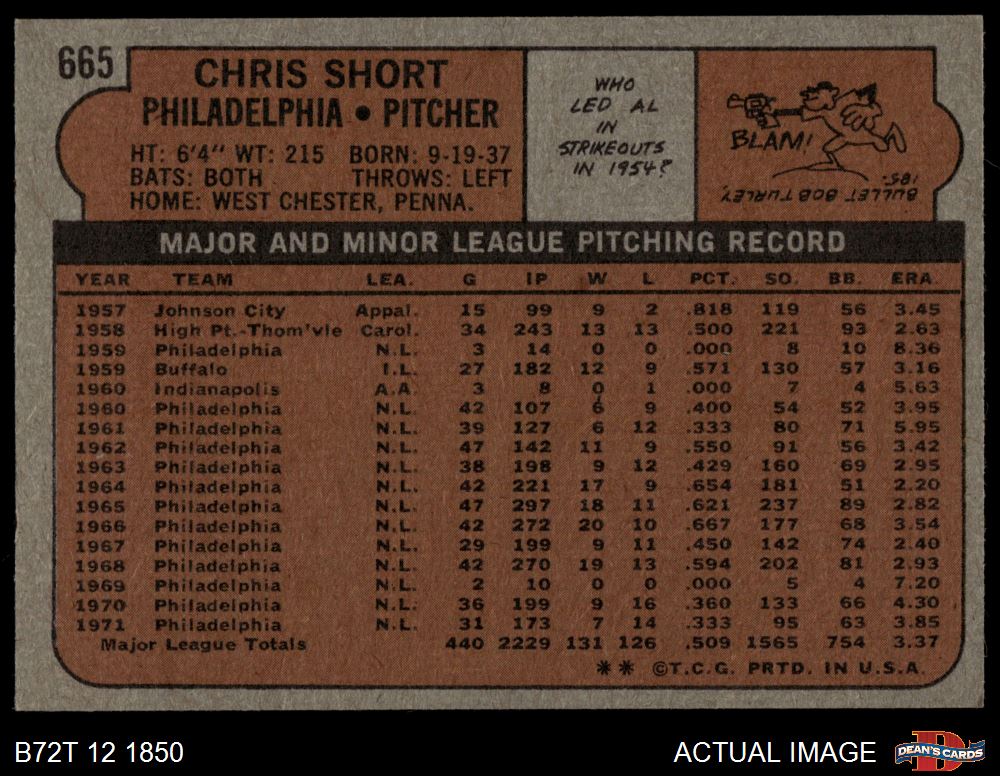 665
CHRIS SHORT
PHILADELPHIA • PITCHER
HT: 6'4" WT: 215 BORN: 9-19-37
BATS: BOTH THROWS: LEFT
HOME: WEST CHESTER, PENNA.
WHO
LED AL
IN
STRIKEOUTS
IN 1954?
BLAM!
BULLET BOB TURLEY,
185.
MAJOR AND MINOR LEAGUE PITCHING RECORD
YEAR TEAM LEA. G IP W L PCT. SO. BB. ERA.
1957 Johnson City Appal. 15 99 9 2 .818 119 56 3.45
1958 High Pt.-Thom'vle Carol. 34 243 13 13 .500 221 93 2.63
1959 Philadelphia N.L. 3 14 0 0 .000 8 10 8.36
1959 Buffalo I.L. 27 182 12 9 .571 130 57 3.16
1960 Indianapolis A.A. 3 8 0 1 .000 7 4 5.63
1960 Philadelphia N.L. 42 107 6 9 .400 54 52 3.95
1961 Philadelphia N.L. 39 127 6 12 .333 80 71 5.95
1962 Philadelphia N.L. 47 142 11 9 .550 91 56 3.42
1963 Philadelphia N.L. 38 198 9 12 .429 160 69 2.95
1964 Philadelphia N.L. 42 221 17 9 .654 181 51 2.20
1965 Philadelphia N.L. 47 297 18 11 .621 237 89 2.82
1966 Philadelphia N.L. 42 272 20 10 .667 177 68 3.54
1967 Philadelphia N.L. 29 199 9 11 .450 142 74 2.40
1968 Philadelphia N.L. 42 270 19 13 .594 202 81 2.93
1969 Philadelphia N.L. 2 10 0 0 .000 5 4 7.20
1970 Philadelphia N.L. 36 199 9 16 .360 133 66 4.30
1971 Philadelphia N.L. 31 173 7 14 .333 95 63 3.85
Major League Totals 440 2229 131 126 .509 1565 754 3.37
** ©T.C.G. PRTD. IN U.S.A.
B72T 12 1850
ACTUAL IMAGE
DEAN'S CARDS